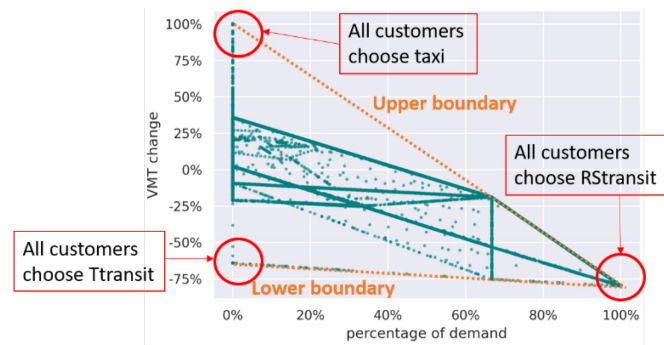 100%
75%
50%
25%
0%
-25%
-50%
-75%
VMT change
All customers
choose taxi
Upper boundary
All customers
choose RStransit
All customers
choose Ttransit
Lower boundary
0%
20%
40%
60%
80%
100%
percentage of demand